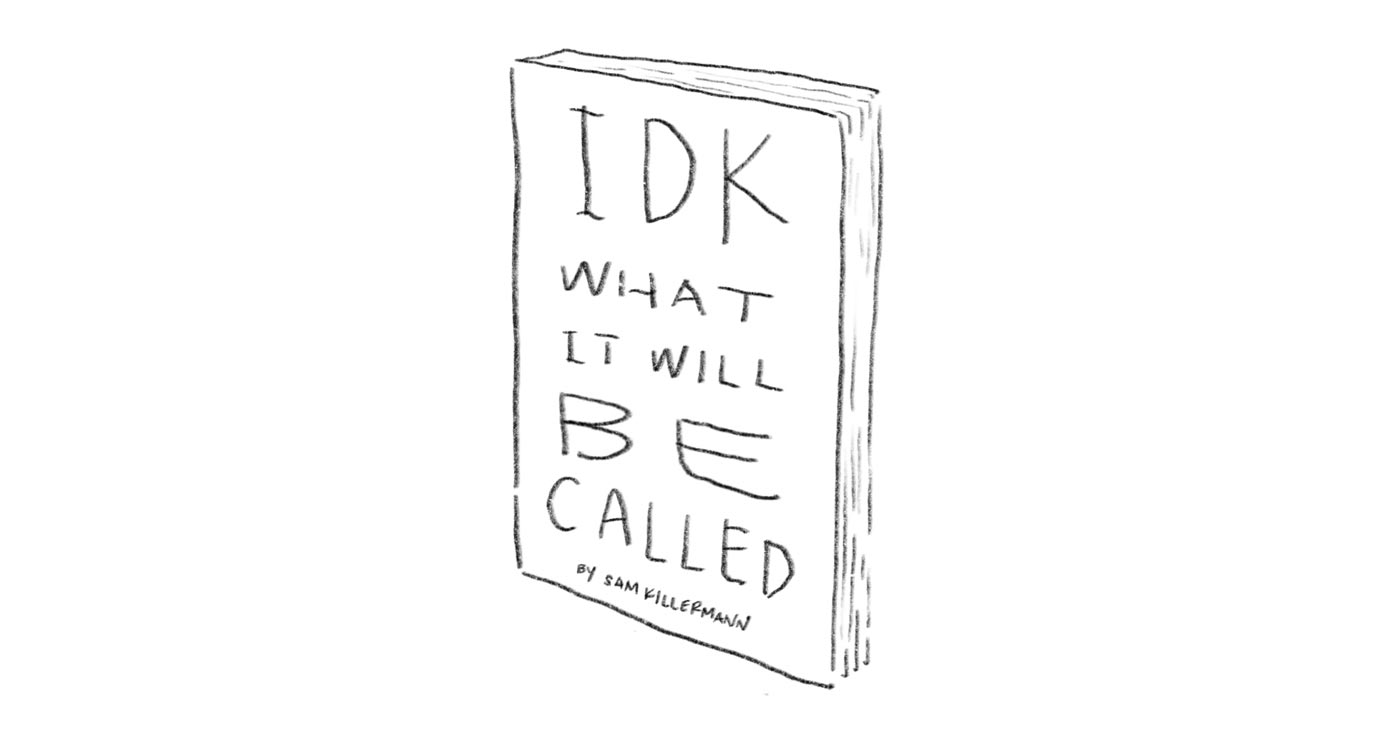 IDK
WHAT
IT WILL
BE
CALLED
BY SAM KILLERMANN